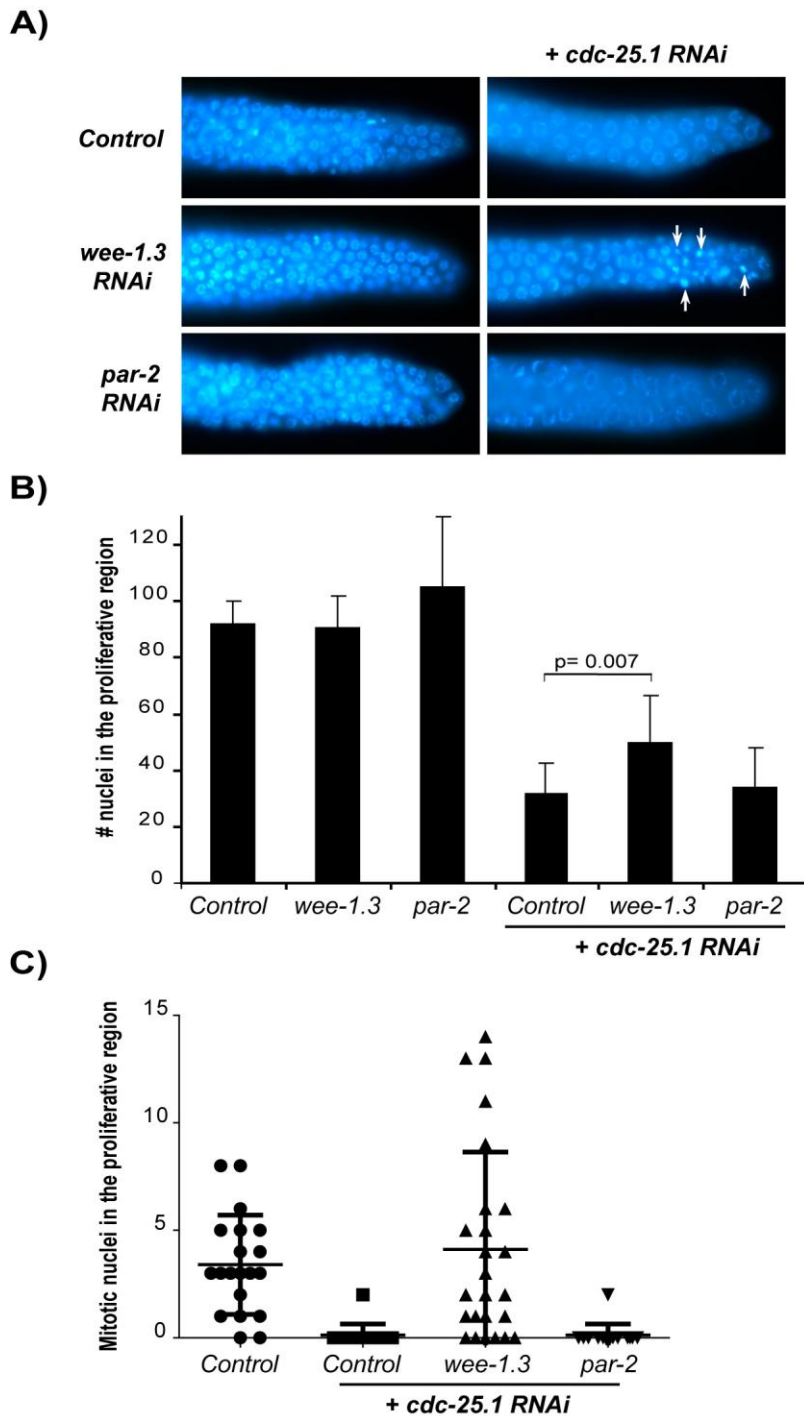 A)
+ cdc-25.1 RNAi
Control
wee-1.3
RNAi
par-2
RNAi
B)
# nuclei in the proliferative region
120
100
80
60
40
20
0
p= 0.007
Control wee-1.3 par-2 Control wee-1.3 par-2
+ cdc-25.1 RNAi
C)
Mitotic nuclei in the proliferative region
15
10
5
0
Control Control wee-1.3 par-2
+ cdc-25.1 RNAi